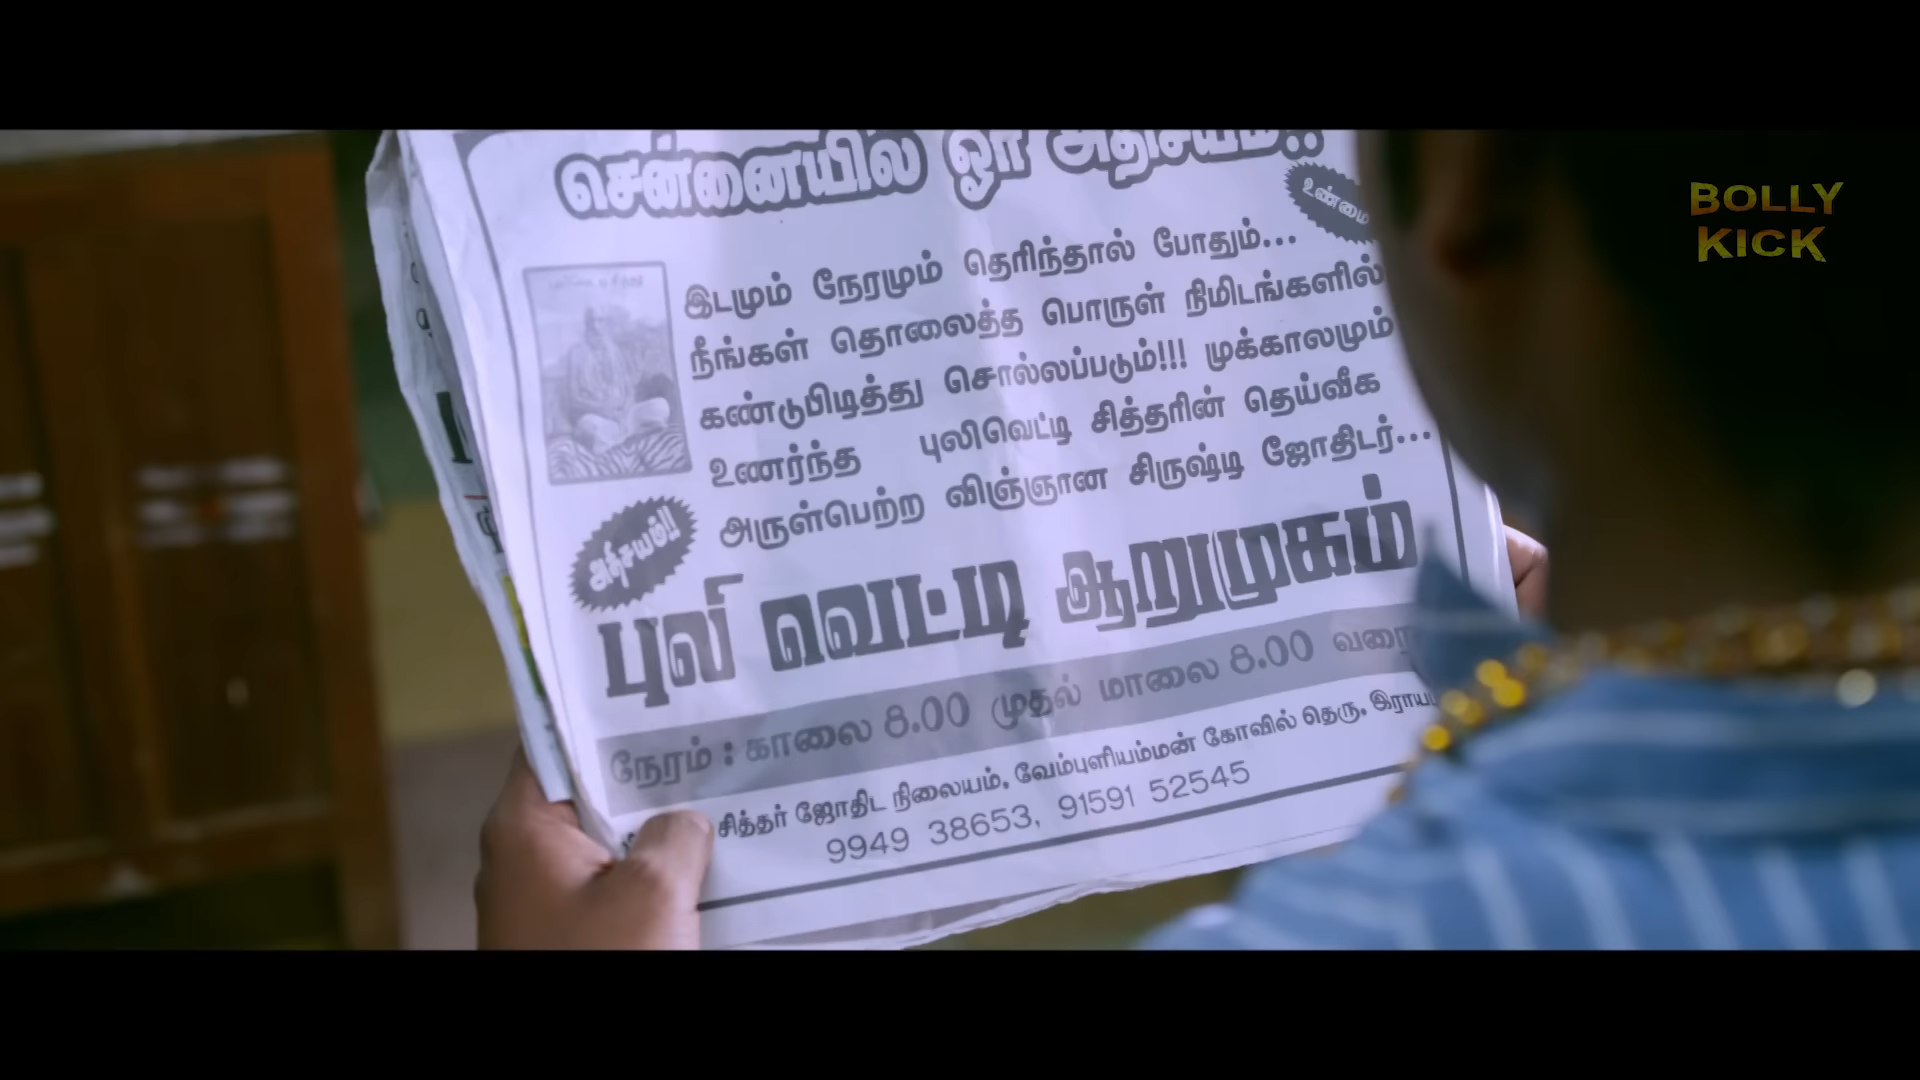 சென்னையில் ஓர் அதிசயம்..
உண்மை
BOLLY
KICK
இடமும் நேரமும் தெரிந்தால் போதும்...
நீங்கள் தொலைத்த பொருள் நிமிடங்களில்
கண்டுபிடித்து சொல்லப்படும்!!! முக்காலமும்
உணர்ந்த புலிவெட்டி சித்தரின் தெய்வீக
அருள்பெற்ற விஞ்ஞான சிருஷ்டி ஜோதிடர்...
அதிசயம்!!
புலி வெட்டி ஆறுமுகம்
நேரம் : காலை 8.00 முதல் மாலை 8.00 வரை
சித்தர் ஜோதிட நிலையம், வேம்புளியம்மன் கோவில் தெரு,
9949 38653, 91591 52545